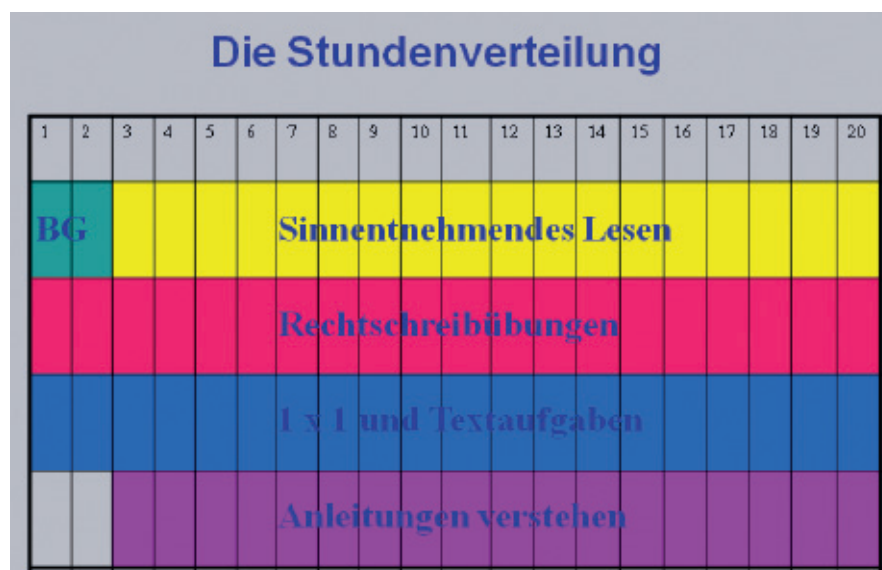 Die Stundenverteilung
1 2 3 4 5 6 7 8 9 10 11 12 13 14 15 16 17 18 19 20
BG Sinnentnehmendes Lesen
Rechtschreibübungen
1 x 1 und Textaufgaben
Anleitungen verstehen